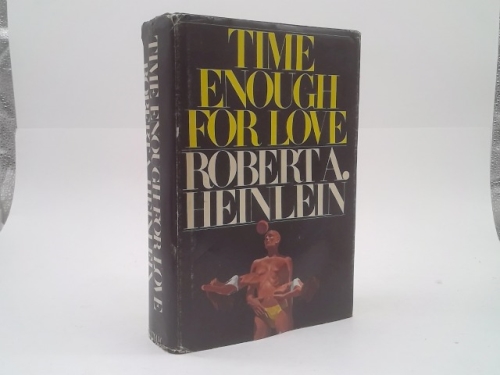 TIME
ENOUGH
FOR LOVE
ROBERT A.
HEINLEIN
TIME ENOUGH FOR LOVE
ROBERT A. HEINLEIN